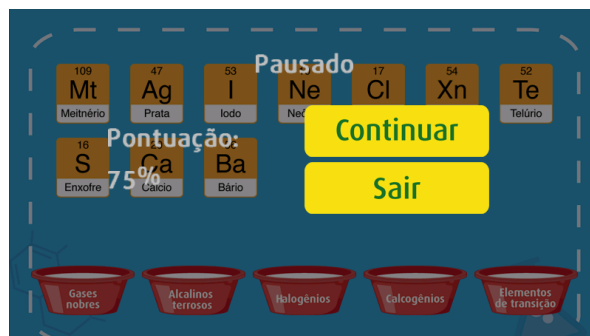 Pausado
109 47 53 17 54 52
Mt Ag I Ne Cl Xn Te
Meitnério Prata Iodo Telúrio
Pontuação:
16
S Ca Ba
75%
Enxofre Cálcio Bário
Continuar
Sair
Gases nobres
Alcalinos terrosos
Halogênios
Calcogênios
Elementos de transição